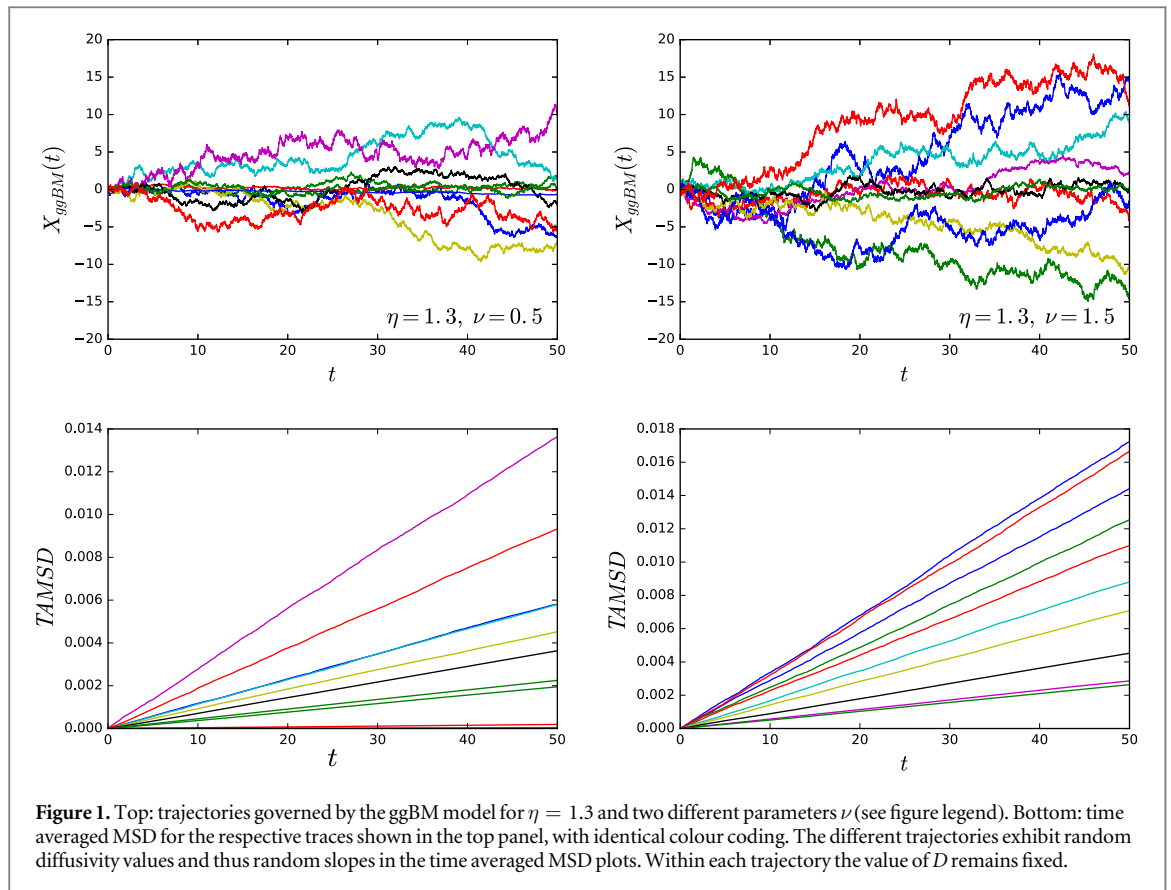 20
15
10
5
0
−5
−10
−15
−20
X_{ggBM}(t)
η = 1.3, ν = 0.5
0 10 20 30 40 50
t
20
15
10
5
0
−5
−10
−15
−20
X_{ggBM}(t)
η = 1.3, ν = 1.5
0 10 20 30 40 50
t
0.014
0.012
0.010
0.008
0.006
0.004
0.002
0.000
TAMSD
0 10 20 30 40 50
t
0.018
0.016
0.014
0.012
0.010
0.008
0.006
0.004
0.002
0.000
TAMSD
0 10 20 30 40 50
t
Figure 1. Top: trajectories governed by the ggBM model for η = 1.3 and two different parameters ν (see figure legend). Bottom: time
averaged MSD for the respective traces shown in the top panel, with identical colour coding. The different trajectories exhibit random
diffusivity values and thus random slopes in the time averaged MSD plots. Within each trajectory the value of D remains fixed.